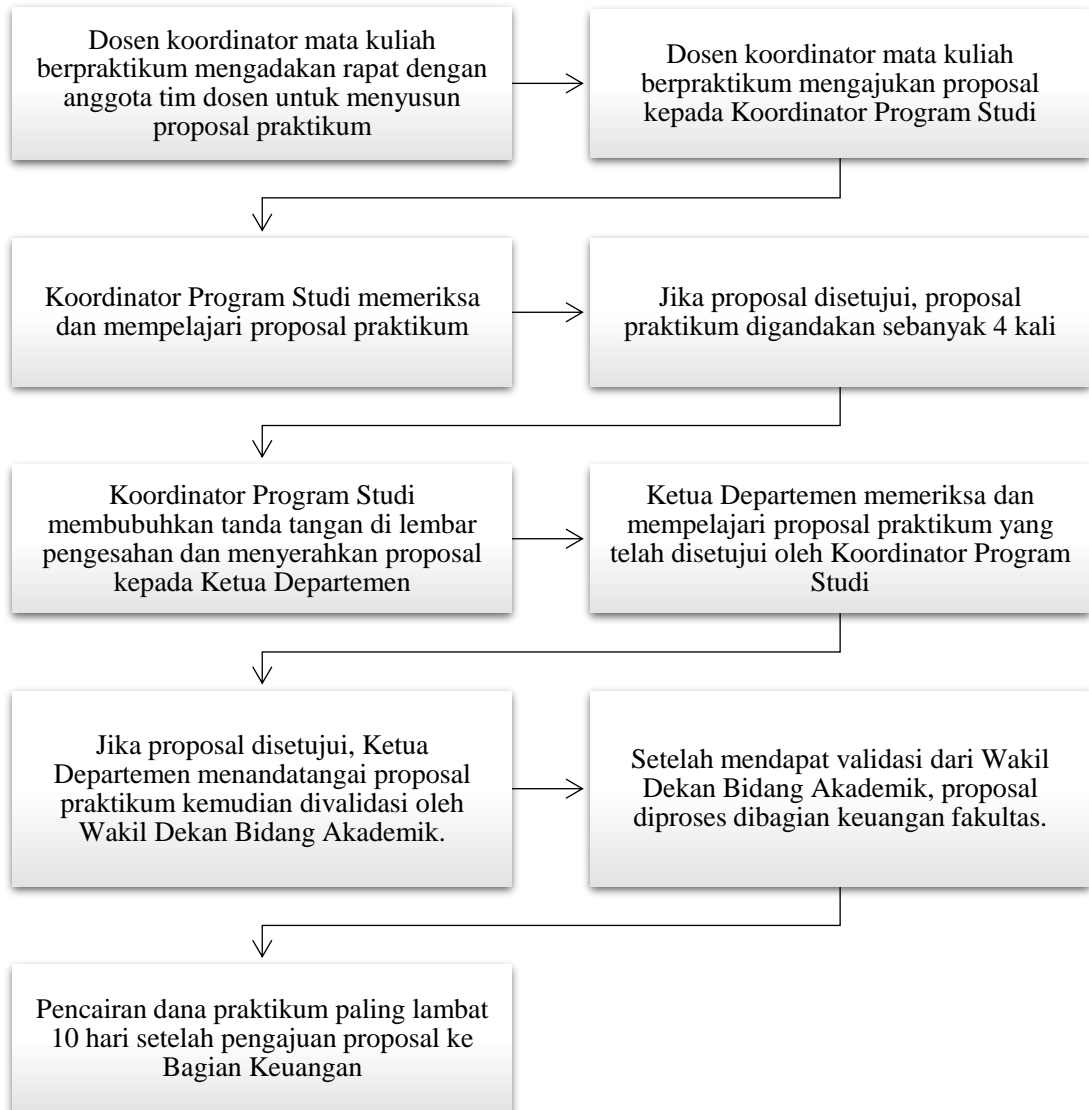 Dosen koordinator mata kuliah
berpraktikum mengadakan rapat dengan
anggota tim dosen untuk menyusun
proposal praktikum
Dosen koordinator mata kuliah
berpraktikum mengajukan proposal
kepada Koordinator Program Studi
Koordinator Program Studi memeriksa
dan mempelajari proposal praktikum
Jika proposal disetujui, proposal
praktikum digandakan sebanyak 4 kali
Koordinator Program Studi
membubuhkan tanda tangan di lembar
pengesahan dan menyerahkan proposal
kepada Ketua Departemen
Ketua Departemen memeriksa dan
mempelajari proposal praktikum yang
telah disetujui oleh Koordinator Program
Studi
Jika proposal disetujui, Ketua
Departemen menandatangai proposal
praktikum kemudian divalidasi oleh
Wakil Dekan Bidang Akademik.
Setelah mendapat validasi dari Wakil
Dekan Bidang Akademik, proposal
diproses dibagian keuangan fakultas.
Pencairan dana praktikum paling lambat
10 hari setelah pengajuan proposal ke
Bagian Keuangan